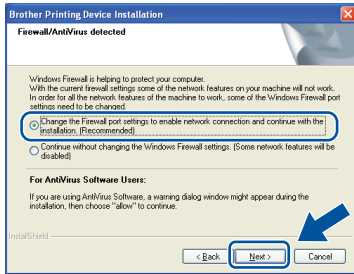 Brother Printing Device Installation
Firewall/AntiVirus detected
Windows Firewall is helping to protect your computer.
With the current firewall settings some of the network features on your machine will not work.
In order for all the network features of the machine to work, some of the Windows Firewall port
settings need to be changed.
Change the Firewall port settings to enable network connection and continue with the
installation. (Recommended)
Continue without changing the Windows Firewall settings. (Some network features will be
disabled)
For AntiVirus Software Users:
If you are using AntiVirus Software, a warning dialog window might appear during the
installation, then choose "allow" to continue.
InstallShield
< Back
Next >
Cancel